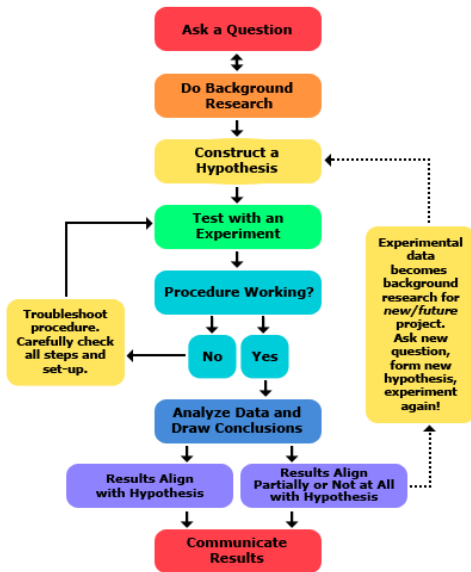 Ask a Question
Do Background
Research
Construct a
Hypothesis
Test with an
Experiment
Procedure Working?
No
Yes
Troubleshoot
procedure.
Carefully check
all steps and
set-up.
Analyze Data and
Draw Conclusions
Results Align
with Hypothesis
Results Align
Partially or Not at All
with Hypothesis
Experimental
data
becomes
background
research for
new/future
project.
Ask new
question,
form new
hypothesis,
experiment
again!
Communicate
Results